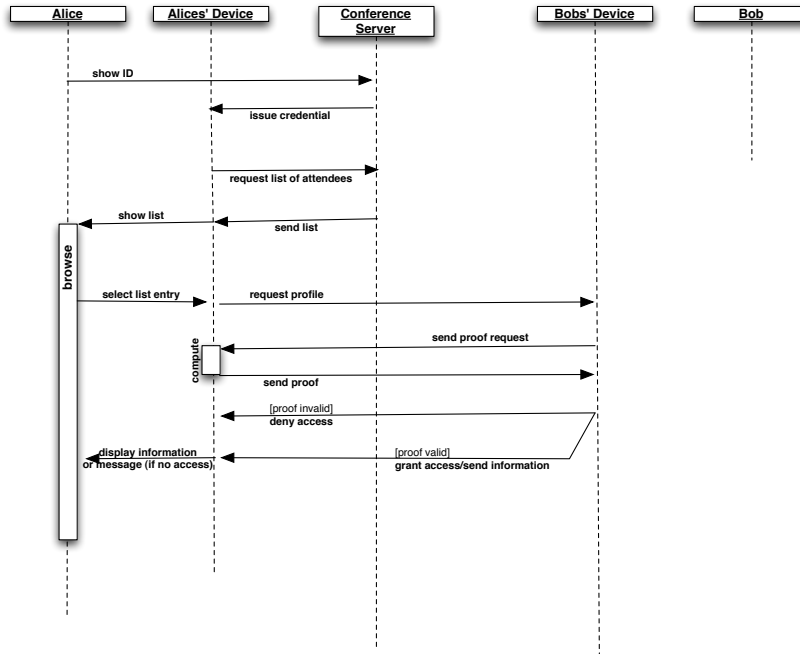 Alice
Alices' Device
Conference
Server
Bobs' Device
Bob
show ID
issue credential
request list of attendees
show list
send list
browse
select list entry
request profile
send proof request
compute
send proof
[proof invalid]
deny access
display information
or message (if no access)
[proof valid]
grant access/send information